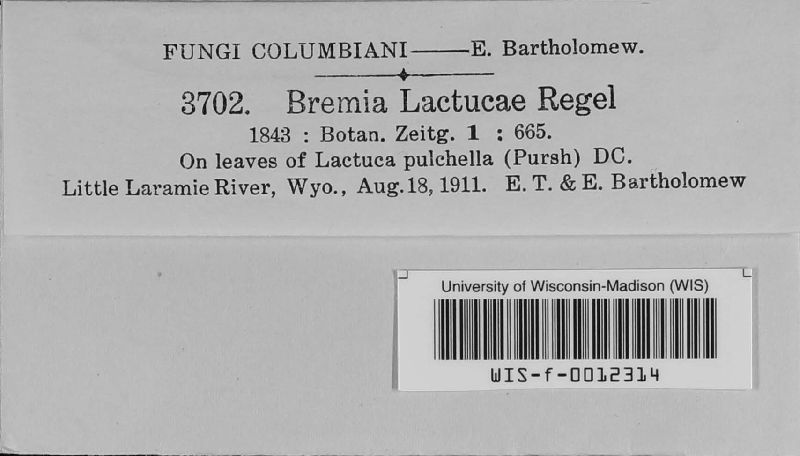 FUNGI COLUMBIANI——E. Bartholomew.
3702. Bremia Lactucae Regel
1843 : Botan. Zeitg. 1 : 665.
On leaves of Lactuca pulchella (Pursh) DC.
Little Laramie River, Wyo., Aug. 18, 1911. E. T. & E. Bartholomew
University of Wisconsin-Madison (WIS)
WIS-f-0012314